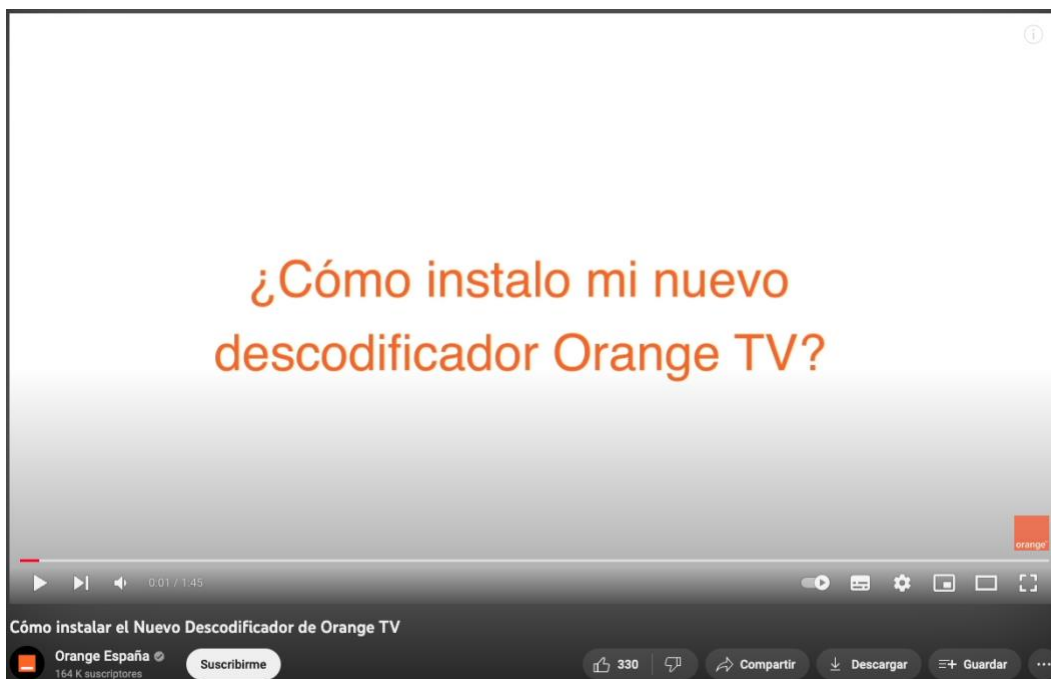 ¿Cómo instalo mi nuevo
descodificador Orange TV?
orange
0:01 / 1:45
Cómo instalar el Nuevo Descodificador de Orange TV
Orange España
164 K suscriptores
Suscribirme
330
Compartir
Descargar
Guardar